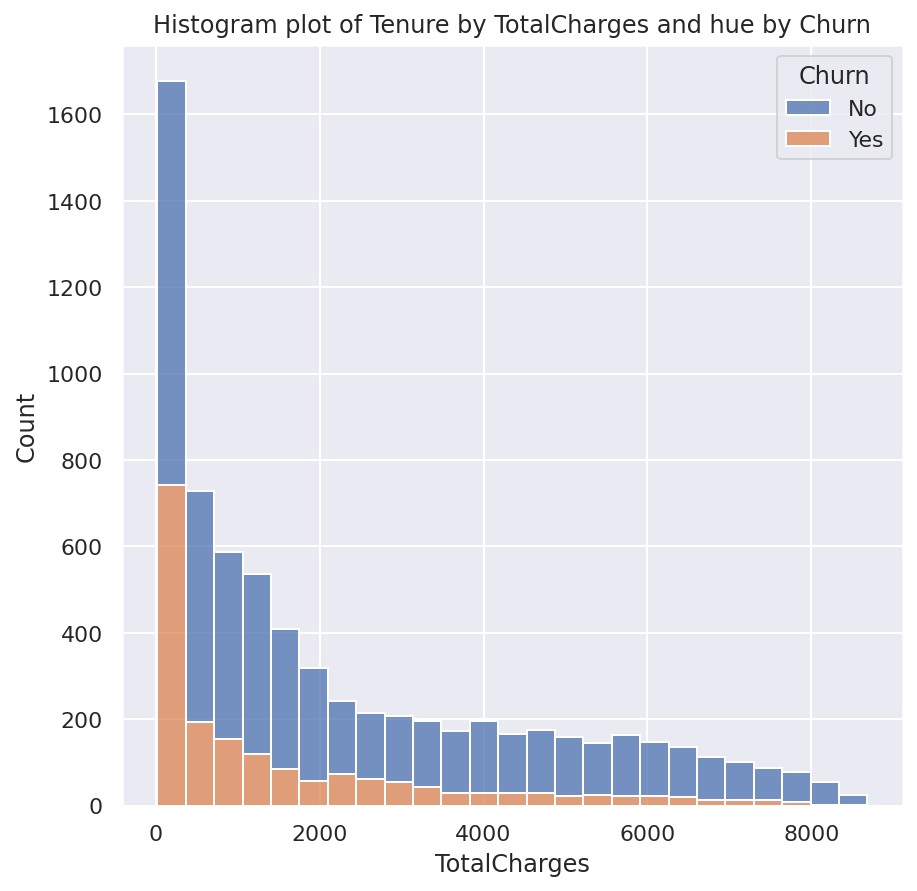 Histogram plot of Tenure by TotalCharges and hue by Churn
Churn
No
Yes
1600
1400
1200
1000
800
600
400
200
0
Count
0 2000 4000 6000 8000
TotalCharges